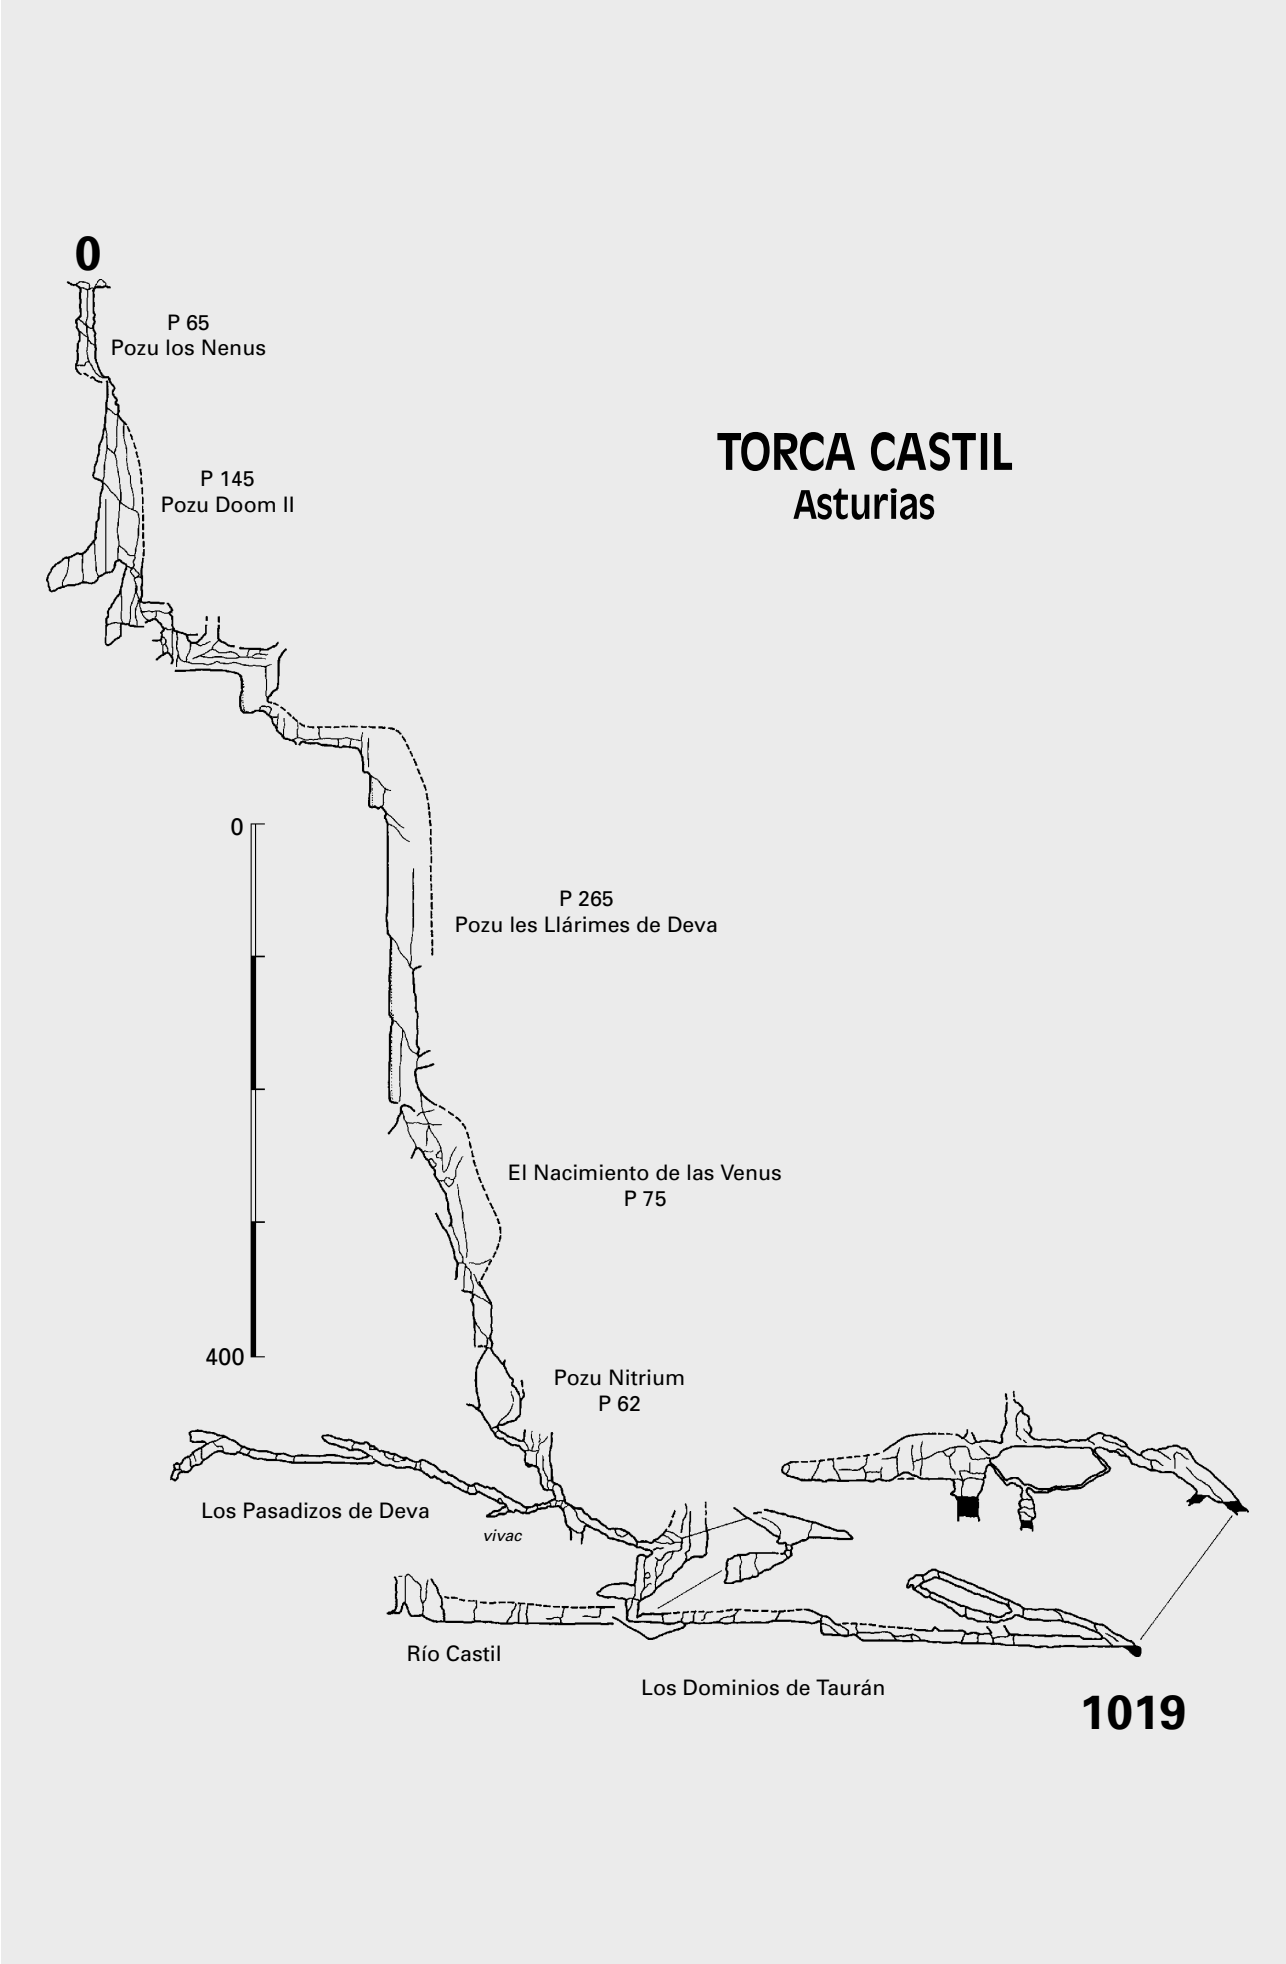 0
P 65
Pozu los Nenus
TORCA CASTIL
Asturias
P 145
Pozu Doom II
0
P 265
Pozu les Llárimes de Deva
El Nacimiento de las Venus
P 75
400
Pozu Nitrium
P 62
Los Pasadizos de Deva
vivac
Río Castil
Los Dominios de Taurán
1019